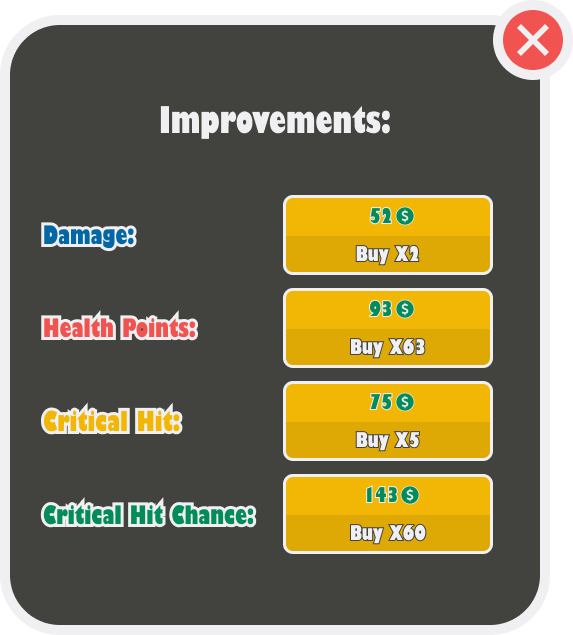 Improvements:
Damage:
52$
Buy X2
Health Points:
93$
Buy X63
Critical Hit:
75$
Buy X5
Critical Hit Chance:
143$
Buy X60